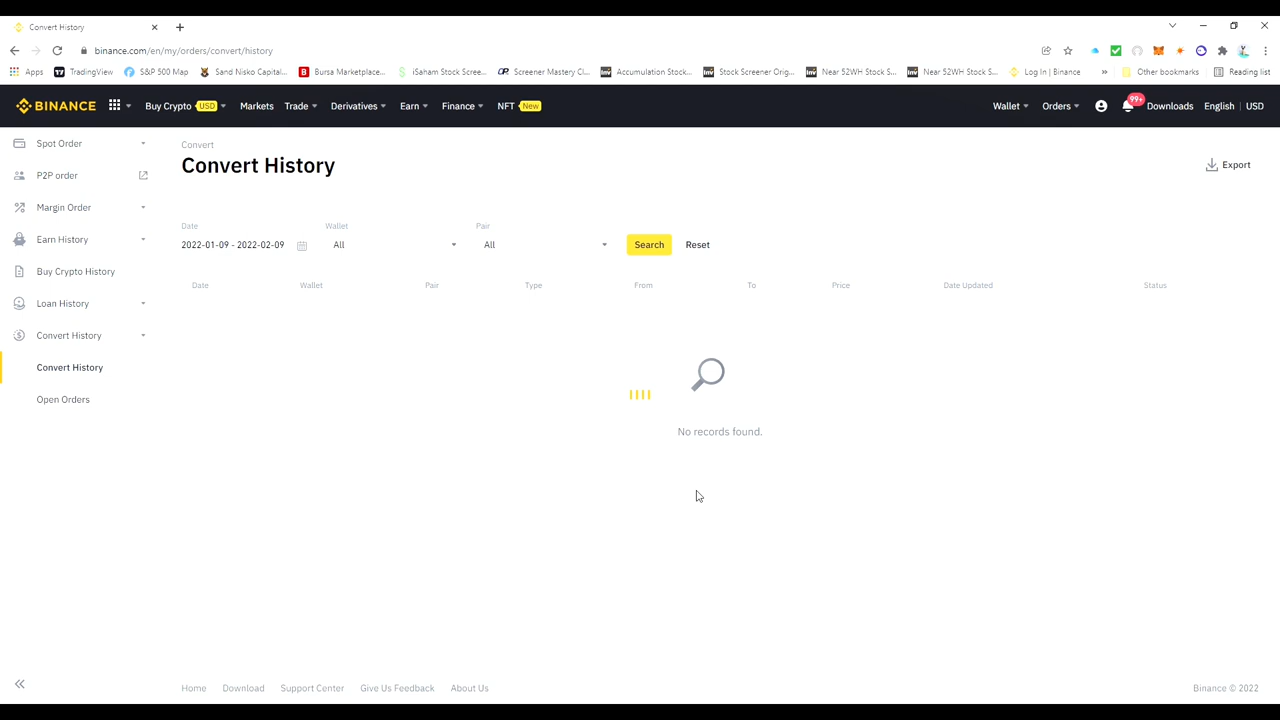 Convert History
binance.com/en/my/orders/convert/history
Apps TradingView S&P 500 Map Sand Nisko Capital... Bursa Marketplace... iSaham Stock Scree... Screener Mastery Cl... Accumulation Stock... Stock Screener Orig... Near 52WH Stock S... Near 52WH Stock S... Log In | Binance » Other bookmarks Reading list
BINANCE Buy Crypto USD Markets Trade Derivatives Earn Finance NFT New Wallet Orders 99+ Downloads English | USD
Spot Order
P2P order
Margin Order
Earn History
Buy Crypto History
Loan History
Convert History
Convert History
Open Orders
Convert
Convert History
Export
Date Wallet Pair
2022-01-09 - 2022-02-09 All All Search Reset
Date Wallet Pair Type From To Price Date Updated Status
No records found.
Home Download Support Center Give Us Feedback About Us Binance © 2022